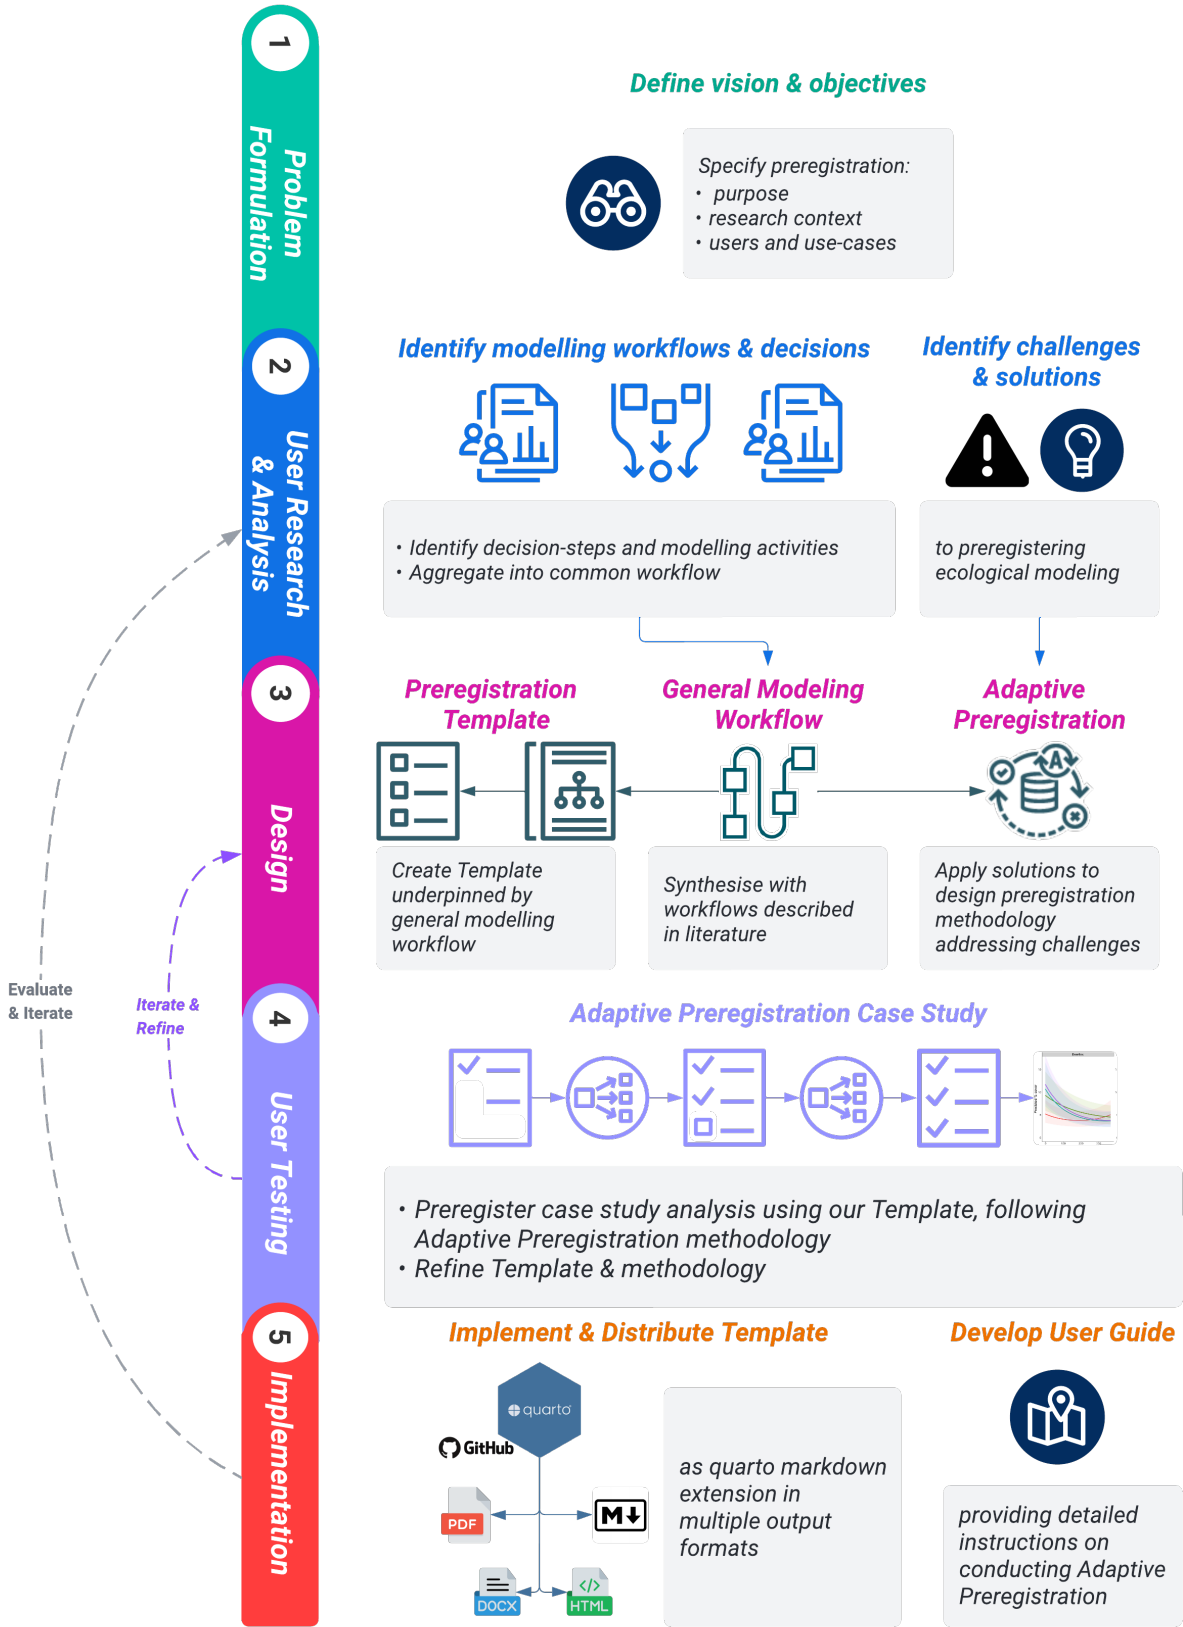 1
Problem
Formulation
Define vision & objectives
Specify preregistration:
• purpose
• research context
• users and use-cases
2
User Research
& Analysis
Identify modelling workflows & decisions
• Identify decision-steps and modelling activities
• Aggregate into common workflow
Identify challenges
& solutions
to preregistering
ecological modeling
3
Design
Preregistration
Template
Create Template
underpinned by
general modelling
workflow
General Modeling
Workflow
Synthesise with
workflows described
in literature
Adaptive
Preregistration
A
Apply solutions to
design preregistration
methodology
addressing challenges
Evaluate
& Iterate
Iterate &
Refine
4
User Testing
Adaptive Preregistration Case Study
• Preregister case study analysis using our Template, following
Adaptive Preregistration methodology
• Refine Template & methodology
5
Implementation
Implement & Distribute Template
quarto
GitHub
PDF
M
DOCX
</>
HTML
as quarto markdown
extension in
multiple output
formats
Develop User Guide
providing detailed
instructions on
conducting Adaptive
Preregistration